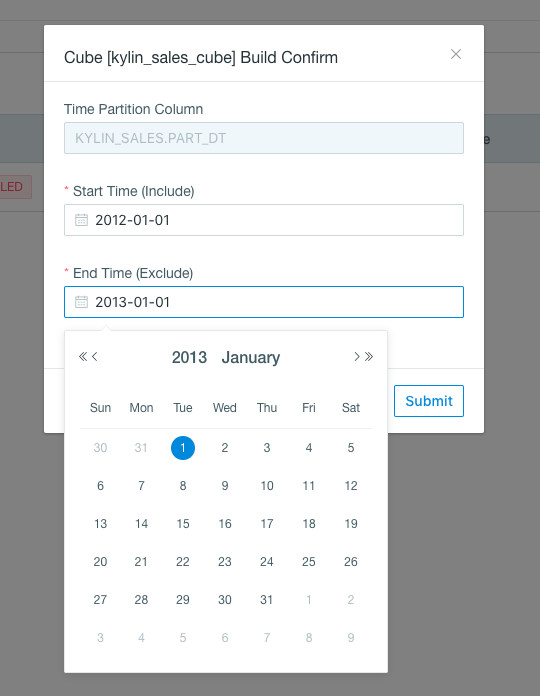 Cube [kylin_sales_cube] Build Confirm
Time Partition Column
KYLIN_SALES.PART_DT
e
LED
* Start Time (Include)
2012-01-01
* End Time (Exclude)
2013-01-01
2013 January
Sun Mon Tue Wed Thu Fri Sat
30 31 1 2 3 4 5
6 7 8 9 10 11 12
13 14 15 16 17 18 19
20 21 22 23 24 25 26
27 28 29 30 31 1 2
3 4 5 6 7 8 9
Submit